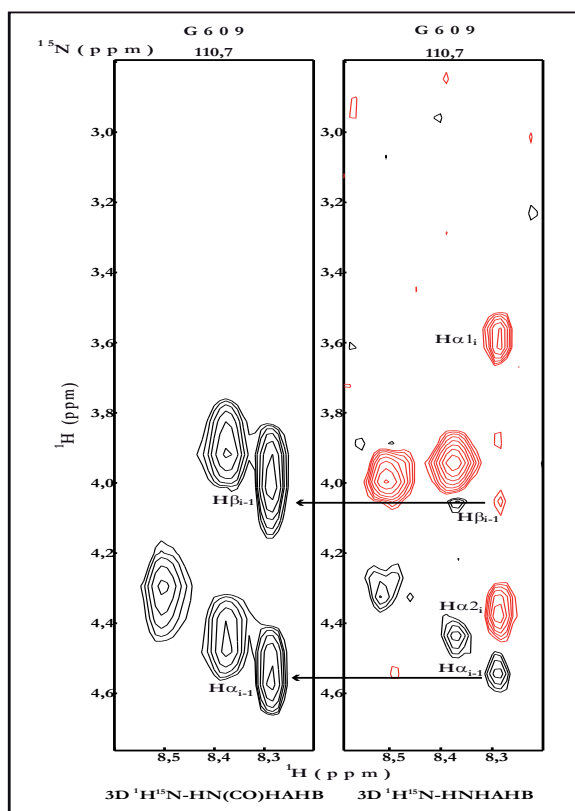 G 6 0 9 G 6 0 9
¹⁵N ( p p m ) 110,7 110,7
3,0 3,0
3,2 3,2
3,4 3,4
3,6 Hα1i 3,6
3,8 3,8
¹H (ppm)
4,0 4,0
Hβi-1 Hβi-1
4,2 4,2
Hα2i
4,4 4,4
Hαi-1 Hαi-1
4,6 4,6
8,5 8,4 8,3 8,5 8,4 8,3
¹H ( p p m )
3D ¹H¹⁵N-HN(CO)HAHB 3D ¹H¹⁵N-HNHAHB